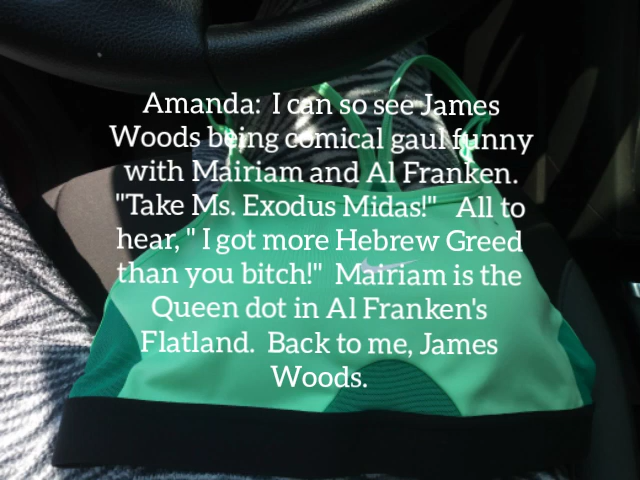 Amanda:  I can so see James
Woods being comical gaul funny
with Mairiam and Al Franken.
"Take Ms. Exodus Midas!"   All to
hear, " I got more Hebrew Greed
than you bitch!"  Mairiam is the
Queen dot in Al Franken's
Flatland.  Back to me, James
Woods.